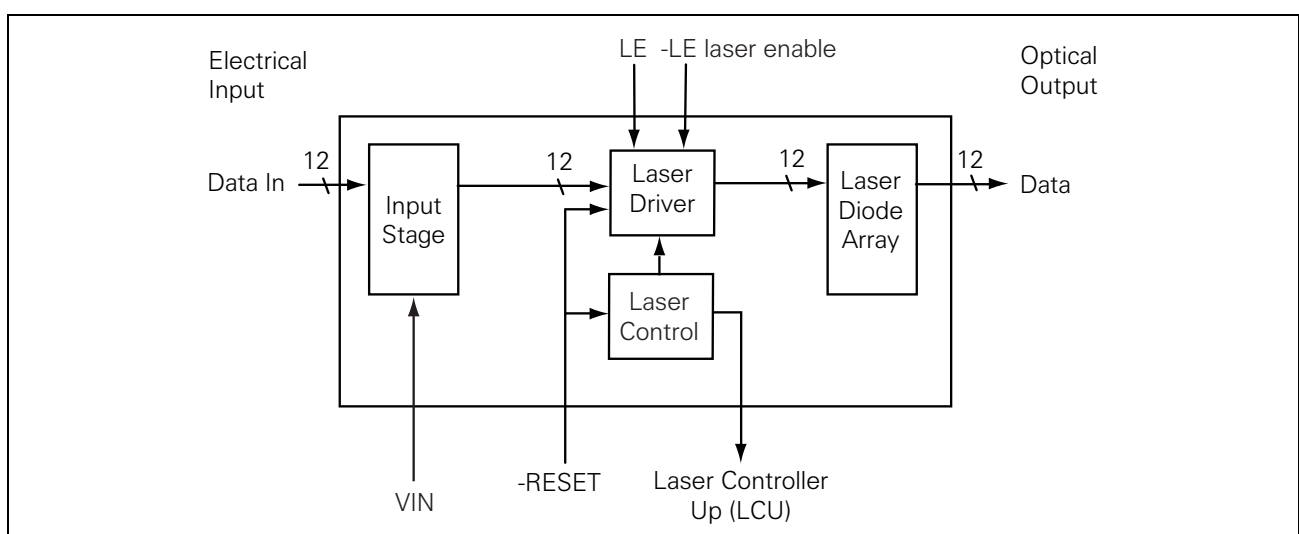 Electrical
Input
LE -LE laser enable
Optical
Output
Data In
12
Input
Stage
12
Laser
Driver
12
Laser
Diode
Array
12
Data
Laser
Control
VIN
-RESET
Laser Controller
Up (LCU)